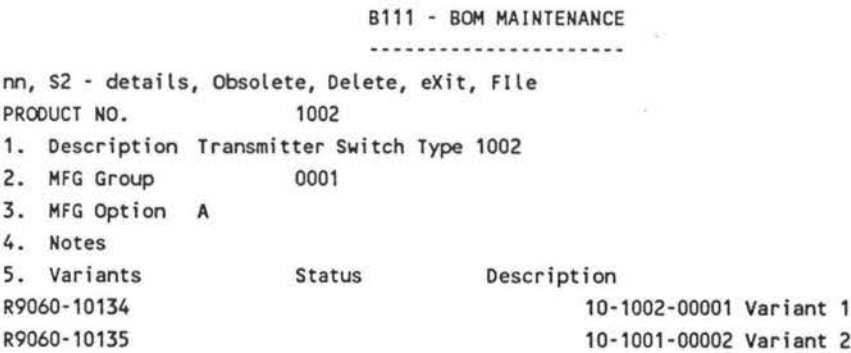 B111 - BOM MAINTENANCE
----------------------
nn, S2 - details, Obsolete, Delete, eXit, FIle
PRODUCT NO. 1002
1. Description Transmitter Switch Type 1002
2. MFG Group 0001
3. MFG Option A
4. Notes
5. Variants Status Description
R9060-10134 10-1002-00001 Variant 1
R9060-10135 10-1001-00002 Variant 2